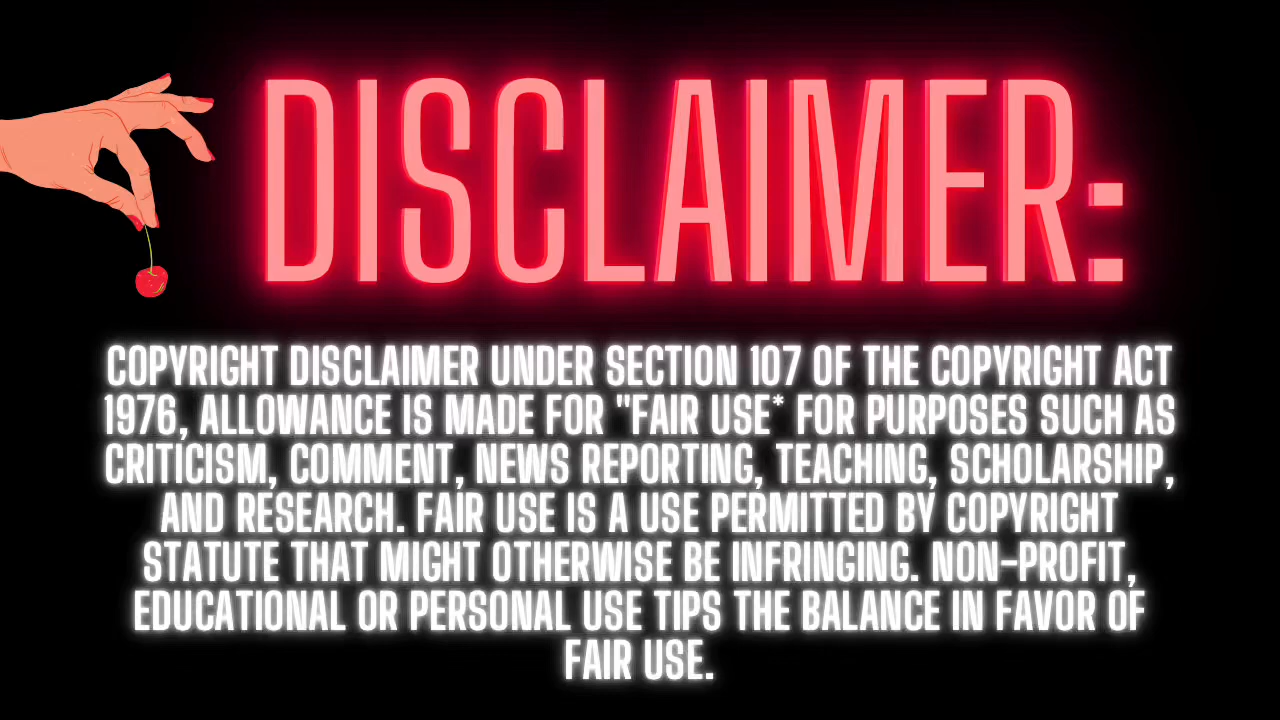 DISCLAIMER:
COPYRIGHT DISCLAIMER UNDER SECTION 107 OF THE COPYRIGHT ACT
1976, ALLOWANCE IS MADE FOR "FAIR USE* FOR PURPOSES SUCH AS
CRITICISM, COMMENT, NEWS REPORTING, TEACHING, SCHOLARSHIP,
AND RESEARCH. FAIR USE IS A USE PERMITTED BY COPYRIGHT
STATUTE THAT MIGHT OTHERWISE BE INFRINGING. NON-PROFIT,
EDUCATIONAL OR PERSONAL USE TIPS THE BALANCE IN FAVOR OF
FAIR USE.